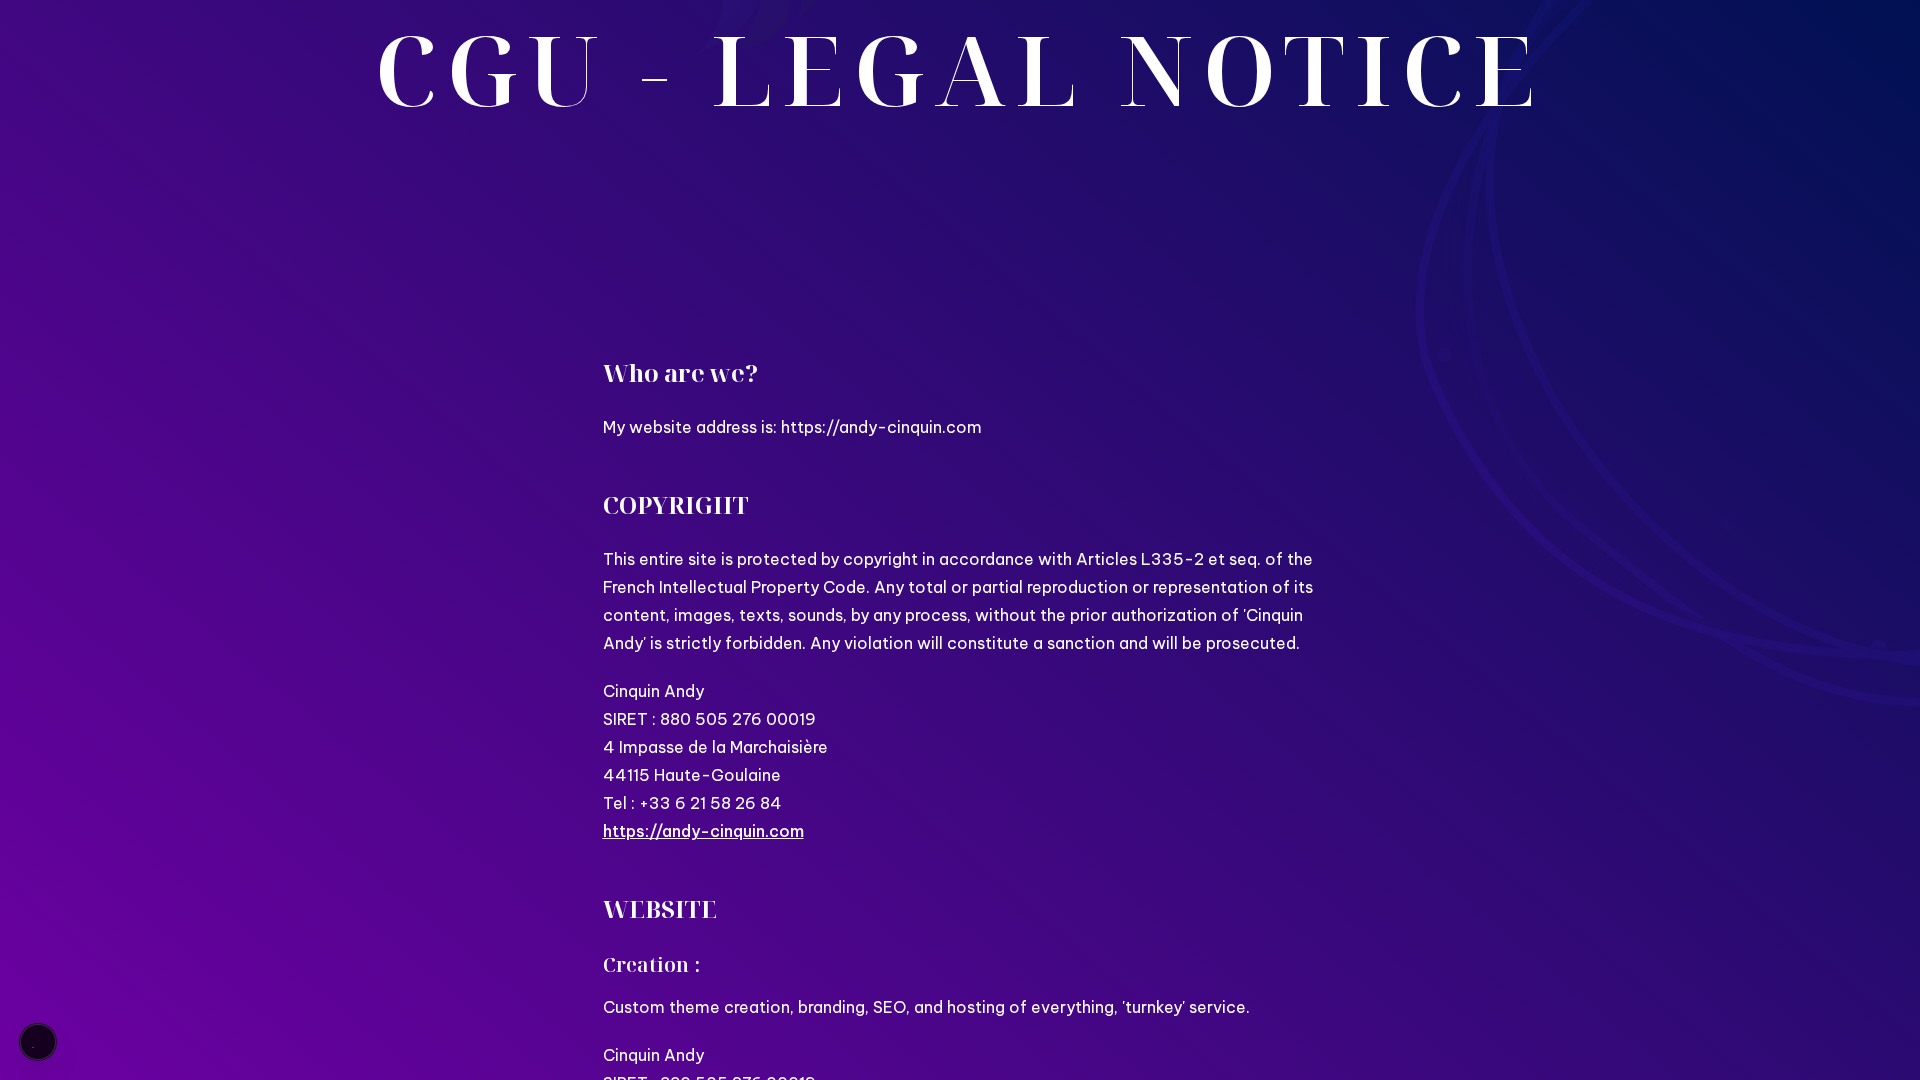 CGU - LEGAL NOTICE
Who are we?
My website address is: https://andy-cinquin.com
COPYRIGHT
This entire site is protected by copyright in accordance with Articles L335-2 et seq. of the
French Intellectual Property Code. Any total or partial reproduction or representation of its
content, images, texts, sounds, by any process, without the prior authorization of 'Cinquin
Andy' is strictly forbidden. Any violation will constitute a sanction and will be prosecuted.
Cinquin Andy
SIRET : 880 505 276 00019
4 Impasse de la Marchaisière
44115 Haute-Goulaine
Tel : +33 6 21 58 26 84
https://andy-cinquin.com
WEBSITE
Creation :
Custom theme creation, branding, SEO, and hosting of everything, 'turnkey' service.
Cinquin Andy
SIRET : 880 505 276 00019